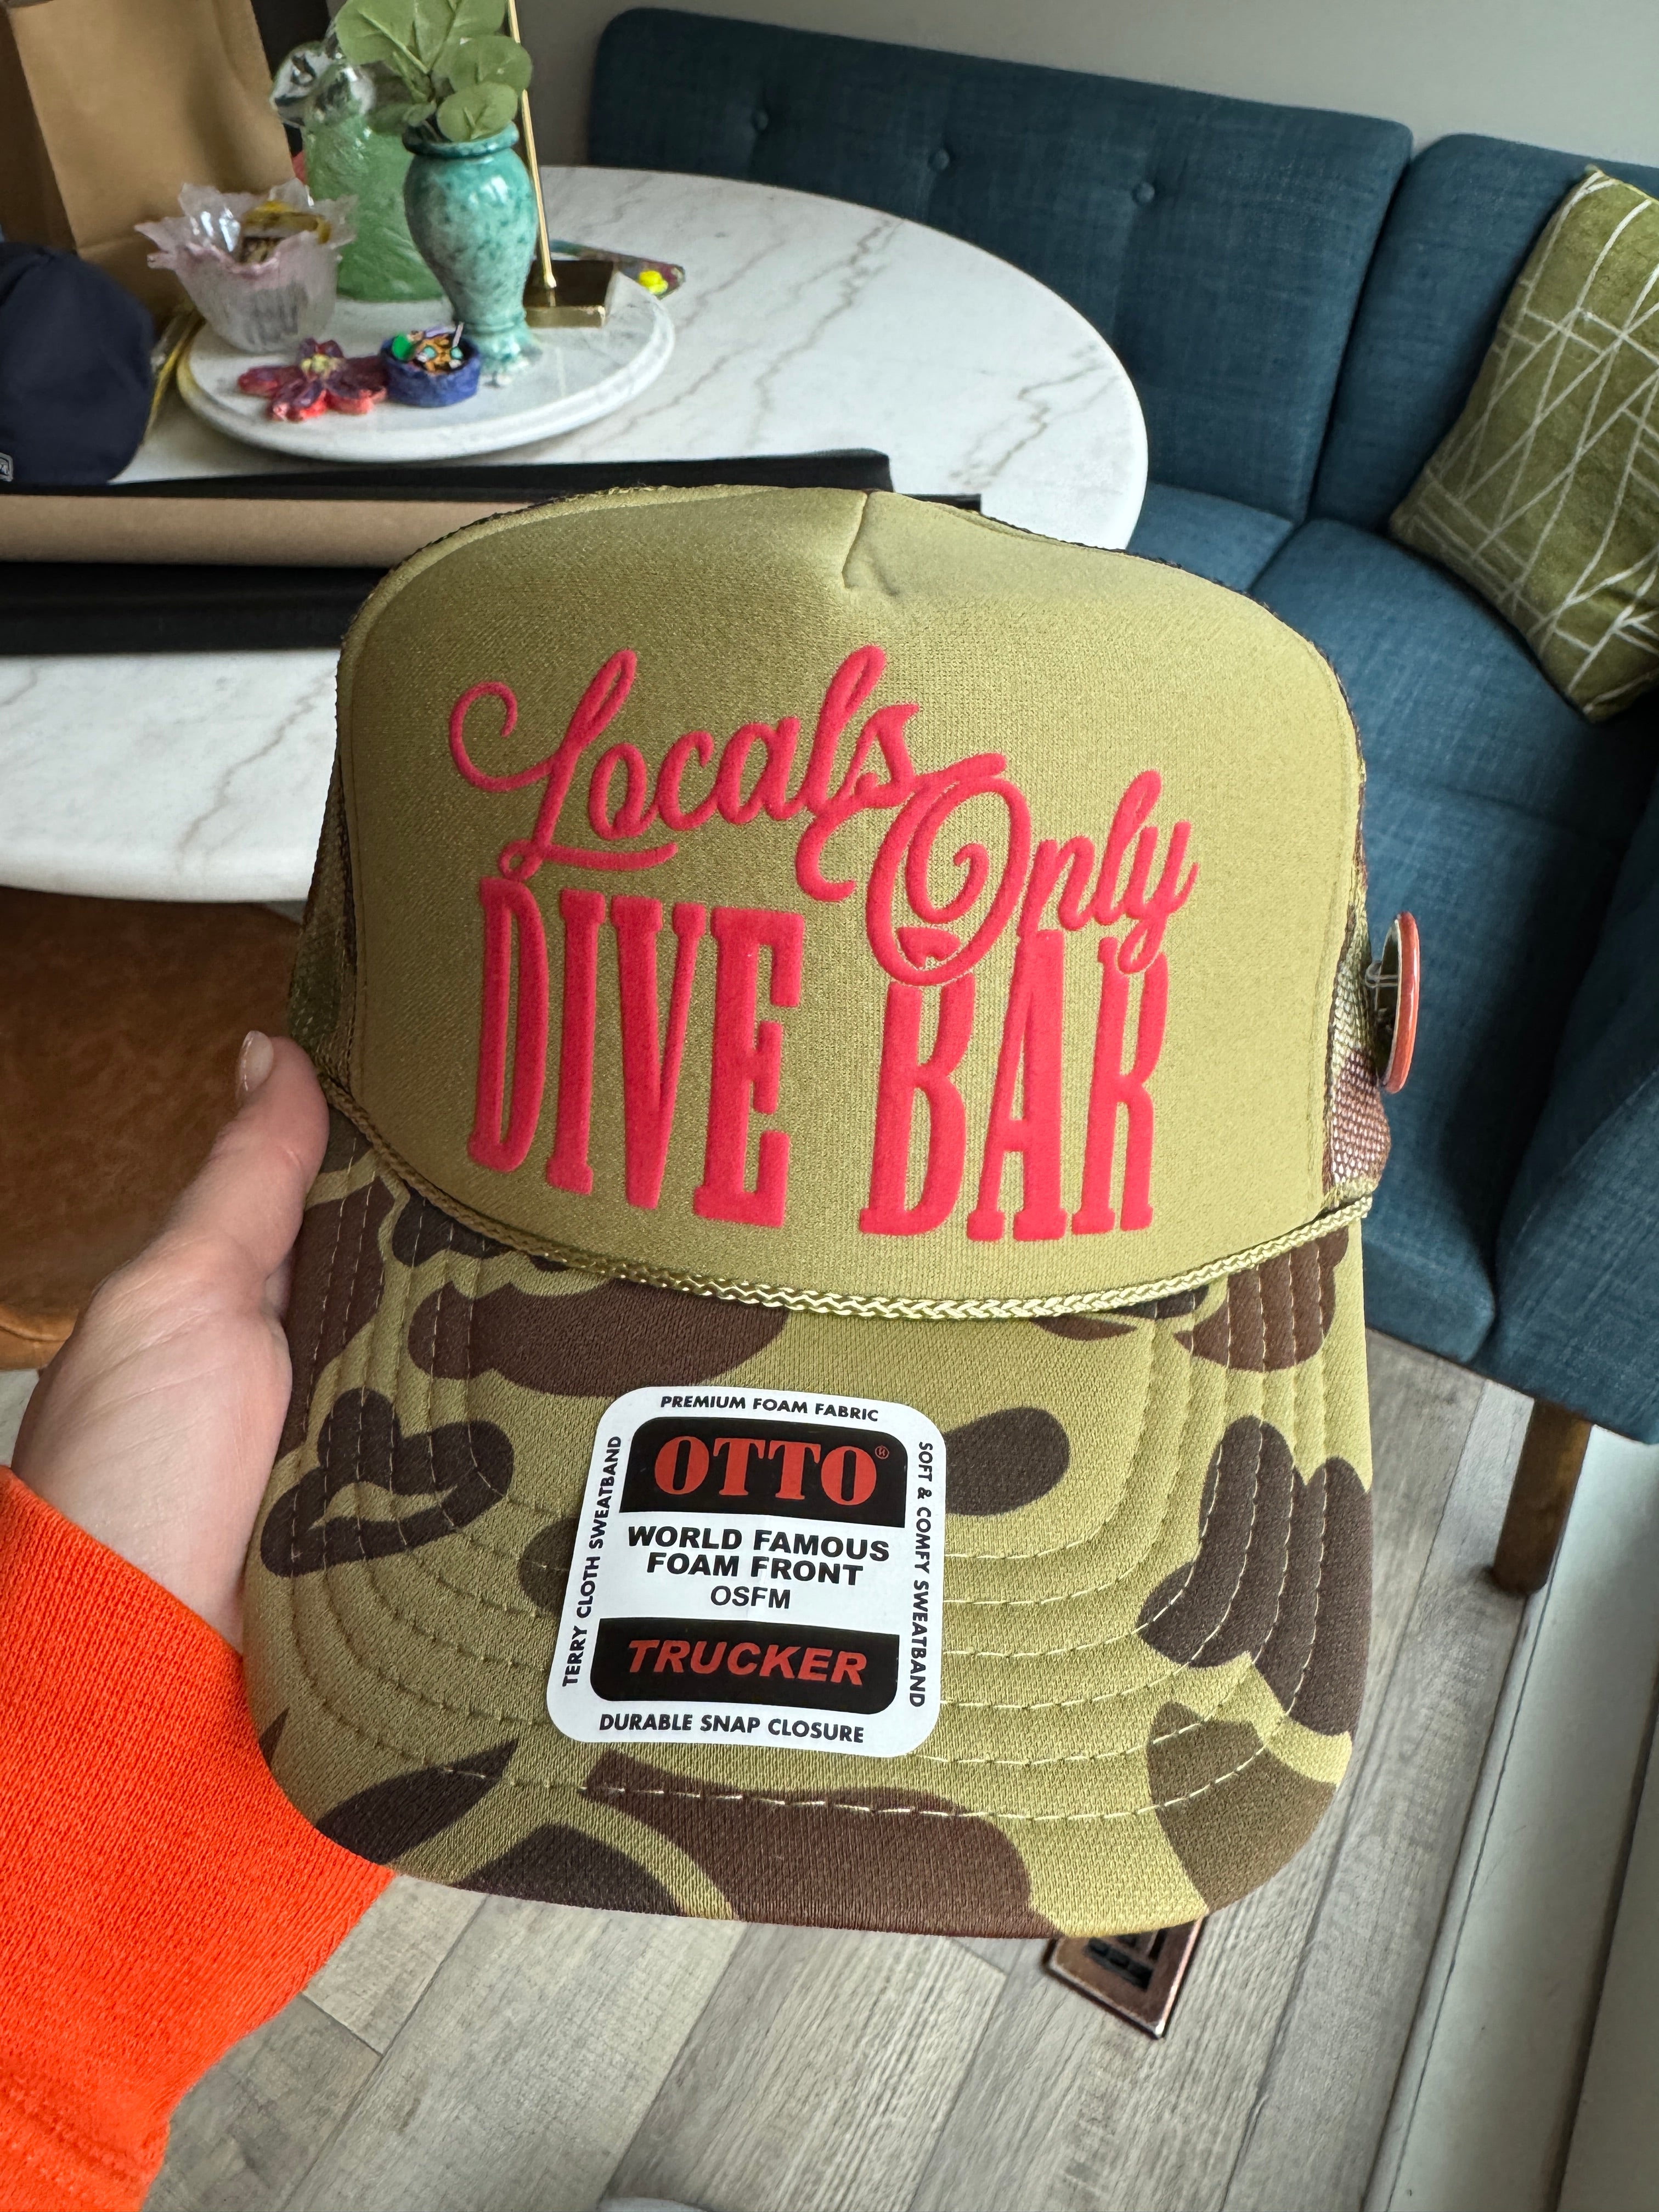 Locals
Only
DIVE BAR
PREMIUM FOAM FABRIC
OTTO®
WORLD FAMOUS
FOAM FRONT
OSFM
TRUCKER
DURABLE SNAP CLOSURE
TERRY CLOTH SWEATBAND
SOFT & COMFY SWEATBAND